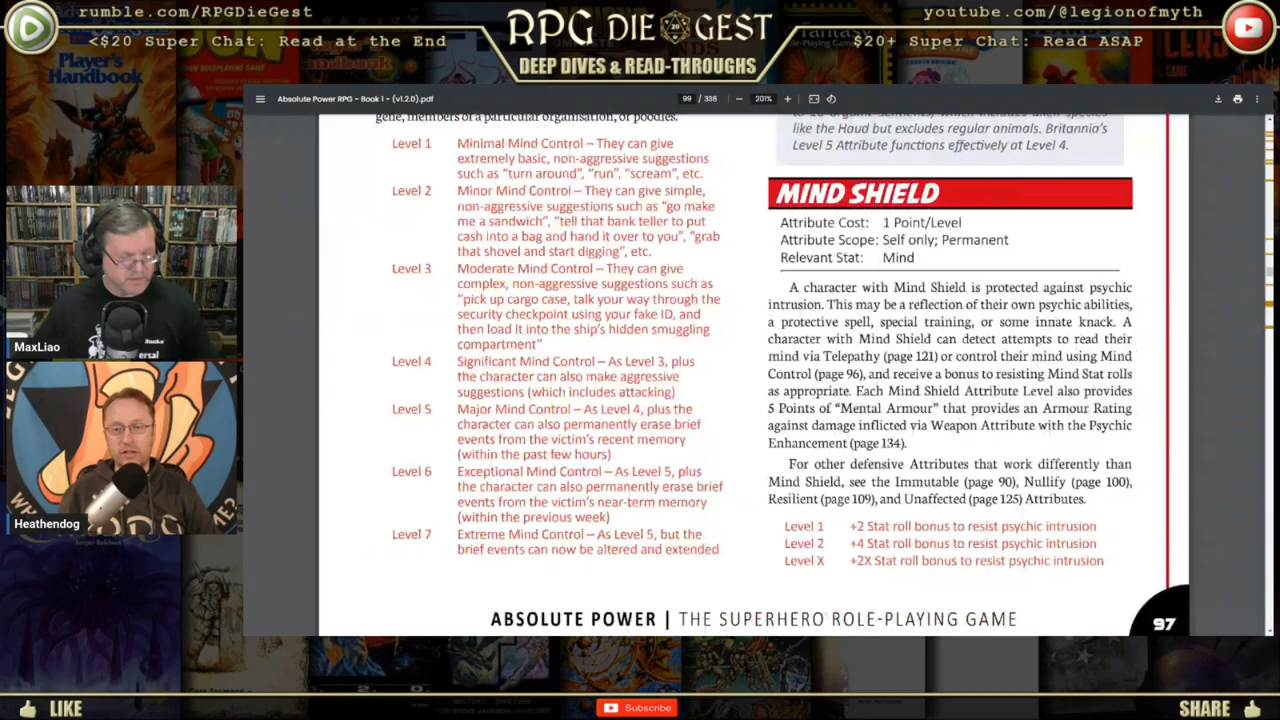 rumble.com/RPGDieGest
<$20 Super Chat: Read at the End
RPG DIE GEST
DEEP DIVES & READ-THROUGHS
youtube.com/@legionofmyth
$20+ Super Chat: Read ASAP
Player's
Handbook
Absolute Power RPG - Book 1 - (v1.2.0).pdf
99 / 338
201%
gene, members of a particular organisation, or poodles.
Level 1 Minimal Mind Control – They can give
extremely basic, non-aggressive suggestions
such as "turn around", "run", "scream", etc.
Level 2 Minor Mind Control – They can give simple,
non-aggressive suggestions such as "go make
me a sandwich", "tell that bank teller to put
cash into a bag and hand it over to you", "grab
that shovel and start digging", etc.
Level 3 Moderate Mind Control – They can give
complex, non-aggressive suggestions such as
"pick up cargo case, talk your way through the
security checkpoint using your fake ID, and
then load it into the ship's hidden smuggling
compartment"
Level 4 Significant Mind Control – As Level 3, plus
the character can also make aggressive
suggestions (which includes attacking)
Level 5 Major Mind Control – As Level 4, plus the
character can also permanently erase brief
events from the victim's recent memory
(within the past few hours)
Level 6 Exceptional Mind Control – As Level 5, plus
the character can also permanently erase brief
events from the victim's near-term memory
(within the previous week)
Level 7 Extreme Mind Control – As Level 5, but the
brief events can now be altered and extended
like the Haud but excludes regular animals. Britannia's
Level 5 Attribute functions effectively at Level 4.
MIND SHIELD
Attribute Cost: 1 Point/Level
Attribute Scope: Self only; Permanent
Relevant Stat: Mind
A character with Mind Shield is protected against psychic
intrusion. This may be a reflection of their own psychic abilities,
a protective spell, special training, or some innate knack. A
character with Mind Shield can detect attempts to read their
mind via Telepathy (page 121) or control their mind using Mind
Control (page 96), and receive a bonus to resisting Mind Stat rolls
as appropriate. Each Mind Shield Attribute Level also provides
5 Points of "Mental Armour" that provides an Armour Rating
against damage inflicted via Weapon Attribute with the Psychic
Enhancement (page 134).
For other defensive Attributes that work differently than
Mind Shield, see the Immutable (page 90), Nullify (page 100),
Resilient (page 109), and Unaffected (page 125) Attributes.
Level 1 +2 Stat roll bonus to resist psychic intrusion
Level 2 +4 Stat roll bonus to resist psychic intrusion
Level X +2X Stat roll bonus to resist psychic intrusion
ABSOLUTE POWER | THE SUPERHERO ROLE-PLAYING GAME
97
MaxLiao
Heathendog
LIKE
Subscribe
SHARE